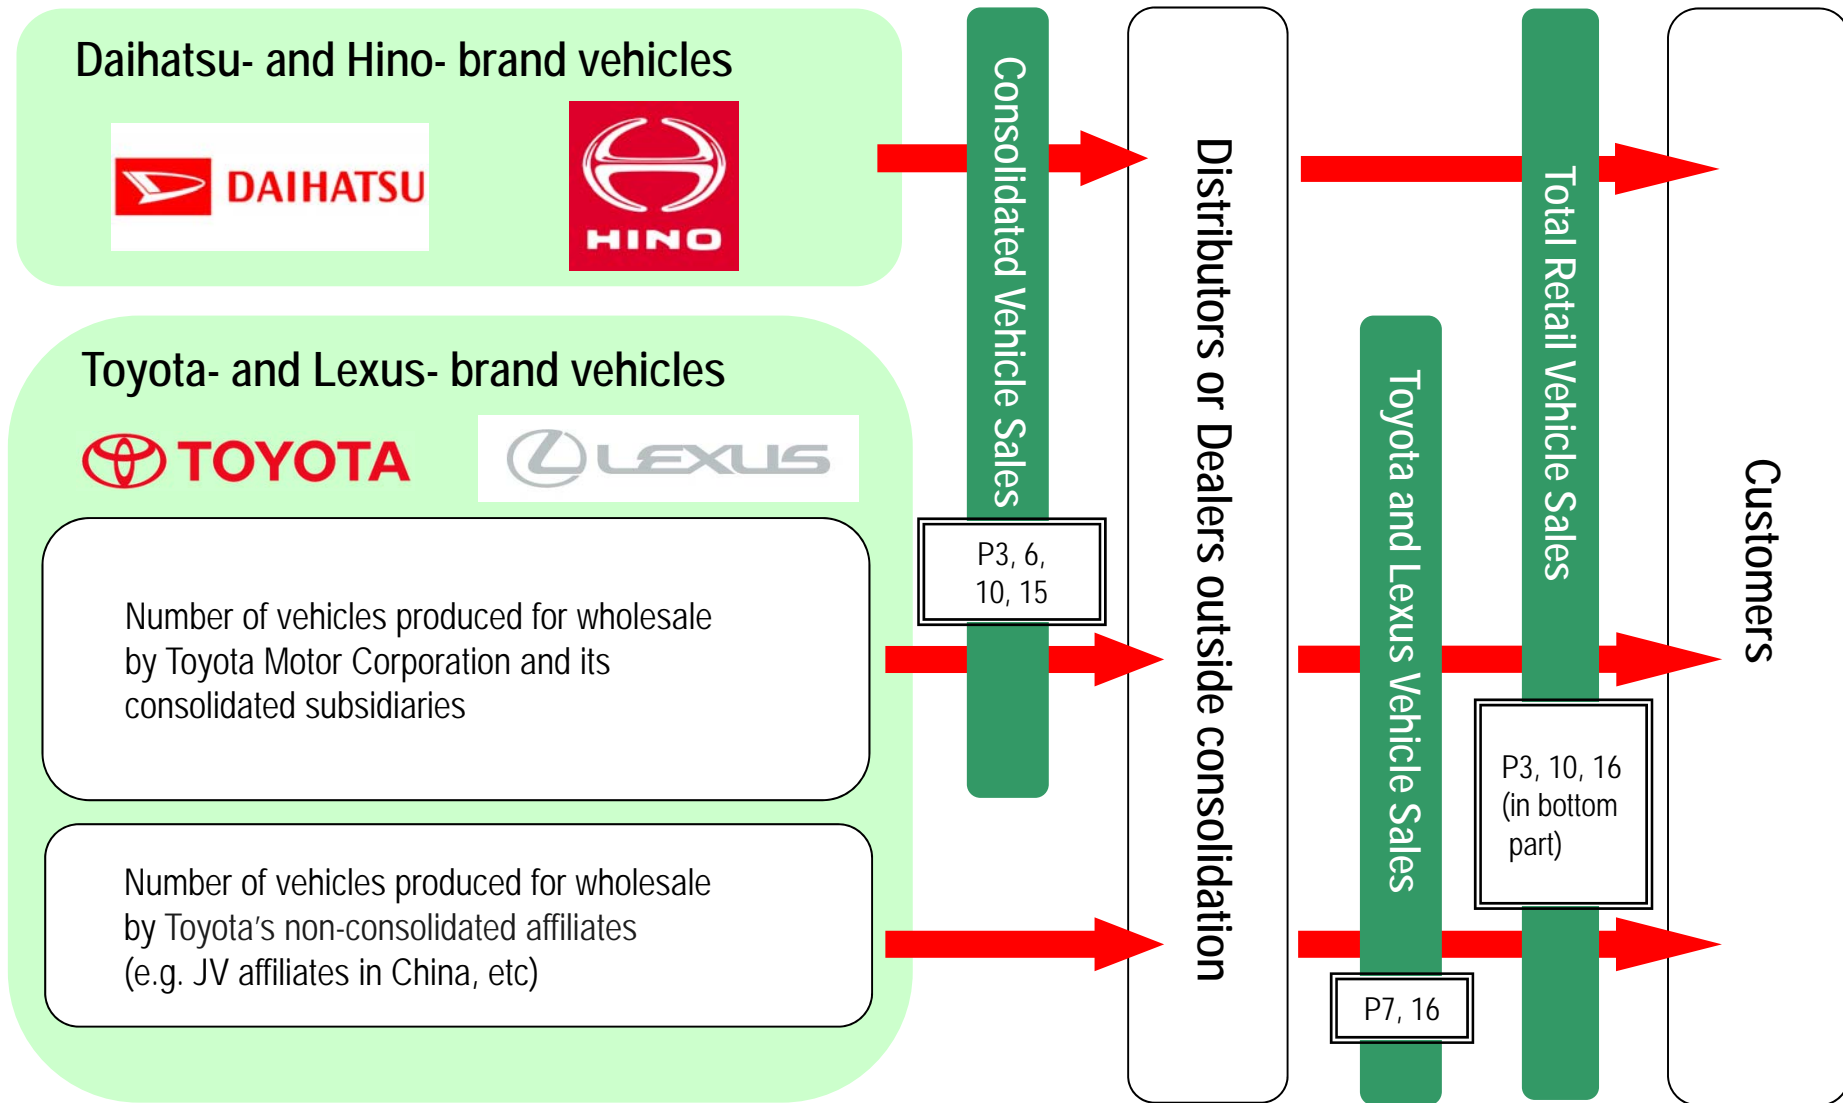 Daihatsu- and Hino- brand vehicles
DAIHATSU
HINO
Toyota- and Lexus- brand vehicles
TOYOTA
LEXUS
Number of vehicles produced for wholesale
by Toyota Motor Corporation and its
consolidated subsidiaries
Number of vehicles produced for wholesale
by Toyota's non-consolidated affiliates
(e.g. JV affiliates in China, etc)
Consolidated Vehicle Sales
P3, 6,
10, 15
Distributors or Dealers outside consolidation
Toyota and Lexus Vehicle Sales
P7, 16
Total Retail Vehicle Sales
P3, 10, 16
(in bottom
part)
Customers